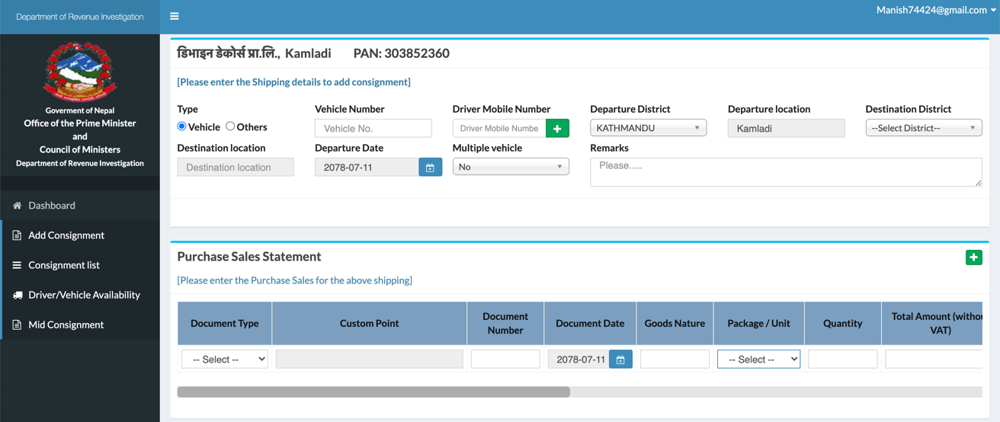 Department of Revenue Investigation
Manish74424@gmail.com
Goverment of Nepal
Office of the Prime Minister
and
Council of Ministers
Department of Revenue Investigation
Dashboard
Add Consignment
Consignment list
Driver/Vehicle Availability
Mid Consignment
डिभाइन डेकोर्स प्रा.लि., Kamladi PAN: 303852360
[Please enter the Shipping details to add consignment]
Type Vehicle Number Driver Mobile Number Departure District Departure location Destination District
Vehicle Others Vehicle No. Driver Mobile Numbe KATHMANDU Kamladi --Select District--
Destination location Departure Date Multiple vehicle Remarks
Destination location 2078-07-11 No Please.....
Purchase Sales Statement
[Please enter the Purchase Sales for the above shipping]
Document Type Custom Point Document Number Document Date Goods Nature Package / Unit Quantity Total Amount (withou VAT)
-- Select -- 2078-07-11 -- Select --